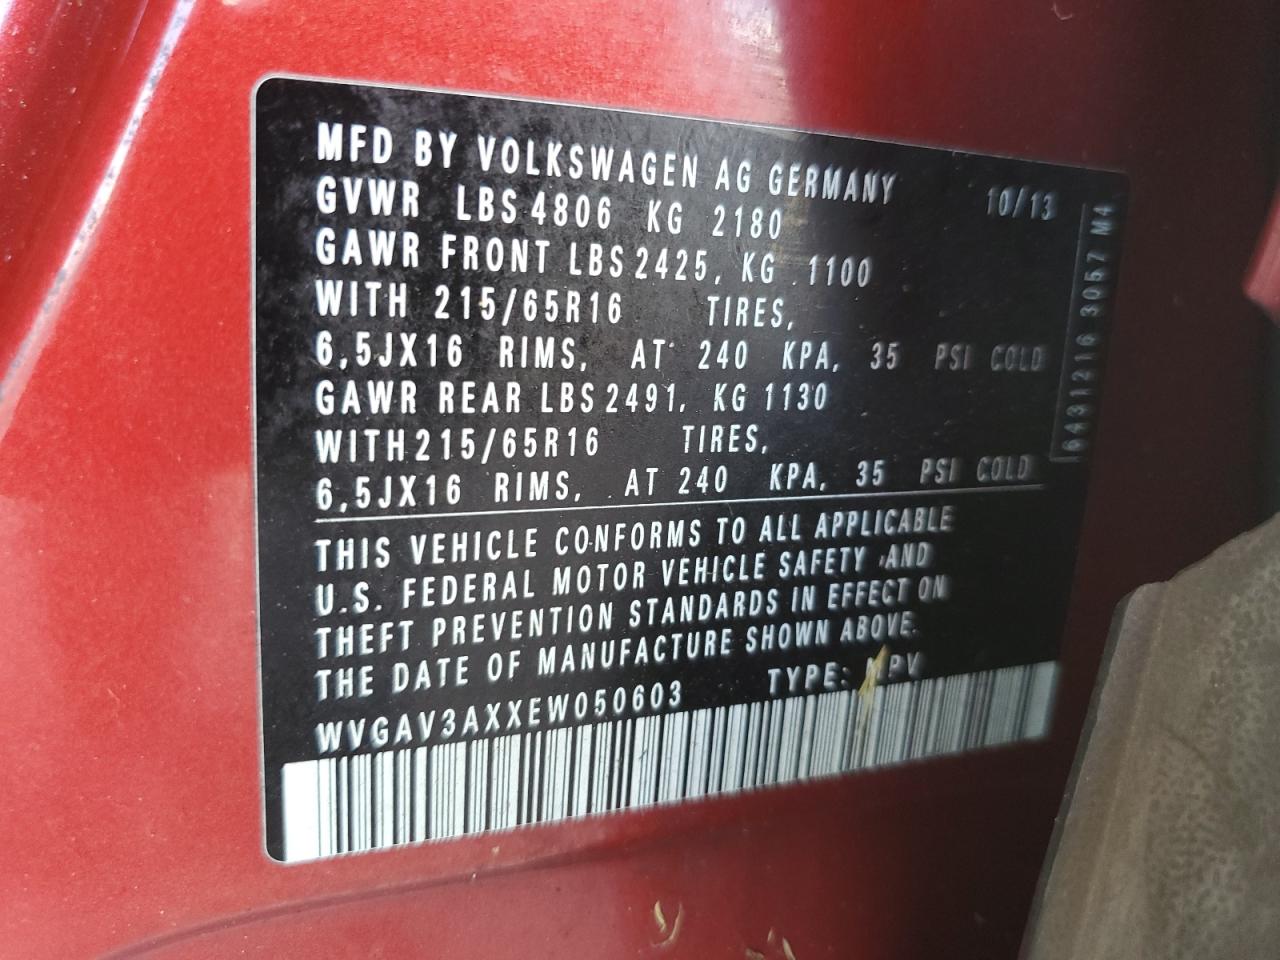 MFD BY VOLKSWAGEN AG GERMANY 10/13
GVWR LBS 4806 KG 2180
GAWR FRONT LBS 2425, KG 1100
WITH 215/65R16 TIRES,
6,5JX16 RIMS, AT 240 KPA, 35 PSI COLD
GAWR REAR LBS 2491, KG 1130
WITH 215/65R16 TIRES,
6,5JX16 RIMS, AT 240 KPA, 35 PSI COLD
6431216 3057 M4
THIS VEHICLE CONFORMS TO ALL APPLICABLE
U.S. FEDERAL MOTOR VEHICLE SAFETY AND
THEFT PREVENTION STANDARDS IN EFFECT ON
THE DATE OF MANUFACTURE SHOWN ABOVE.
WVGAV3AXXEW050603 TYPE: MPV